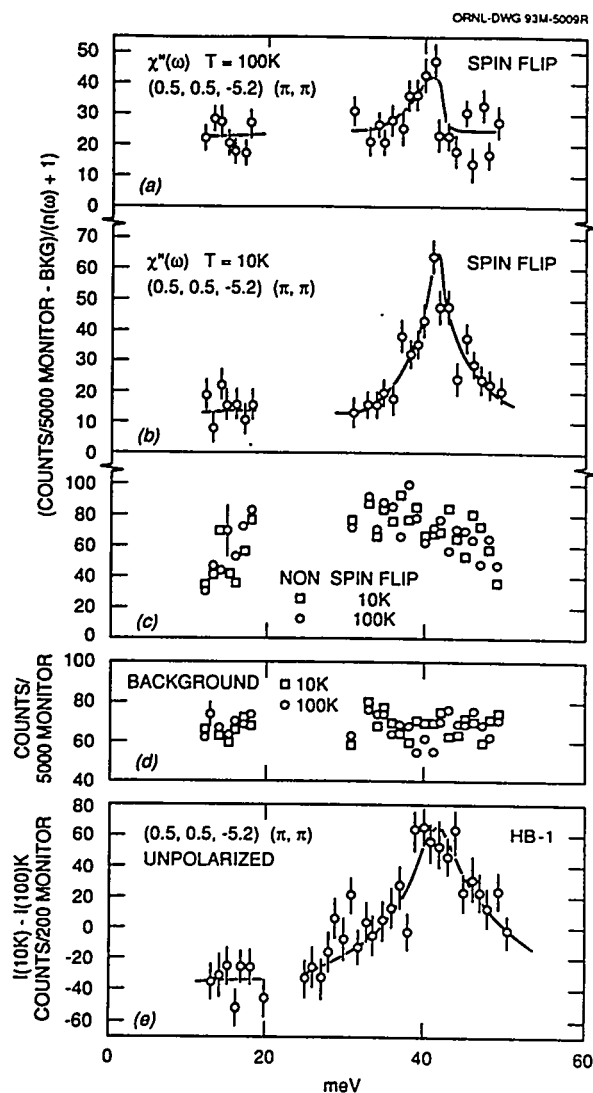 ORNL-DWG 93M-5009R
50
40
30
20
10
0
χ"(ω) T = 100K
(0.5, 0.5, -5.2) (π, π)
SPIN FLIP
(a)
70
60
50
40
30
20
10
0
χ"(ω) T = 10K
(0.5, 0.5, -5.2) (π, π)
SPIN FLIP
(b)
(COUNTS/5000 MONITOR - BKG)/(n(ω) + 1)
100
80
60
40
20
0
NON SPIN FLIP
10K
100K
(c)
COUNTS/
5000 MONITOR
100
80
60
40
BACKGROUND
10K
100K
(d)
I(10K) - I(100)K
COUNTS/200 MONITOR
80
60
40
20
0
-20
-40
-60
(0.5, 0.5, -5.2) (π, π)
UNPOLARIZED
HB-1
(e)
0 20 40 60
meV